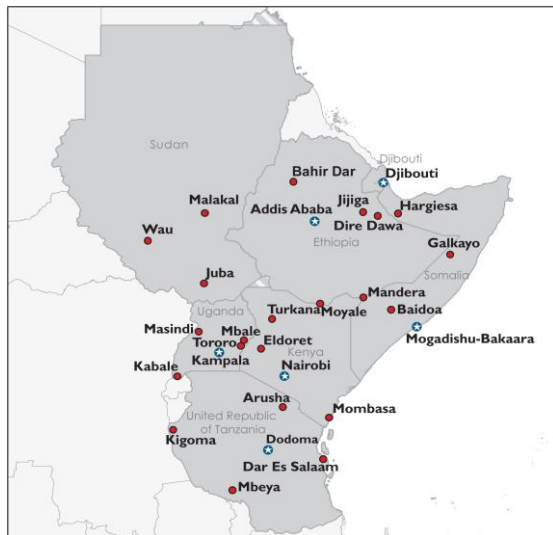 Sudan
Djibouti
Djibouti
Bahir Dar
Malakal
Jijiga
Hargiesa
Addis Ababa
Dire Dawa
Wau
Ethiopia
Galkayo
Somalia
Juba
Mandera
Turkana
Moyale
Baidoa
Uganda
Masindi
Mbale
Mogadishu-Bakaara
Tororo
Eldoret
Kampala
Kenya
Kabale
Nairobi
Arusha
United Republic
of Tanzania
Mombasa
Kigoma
Dodoma
Dar Es Salaam
Mbeya